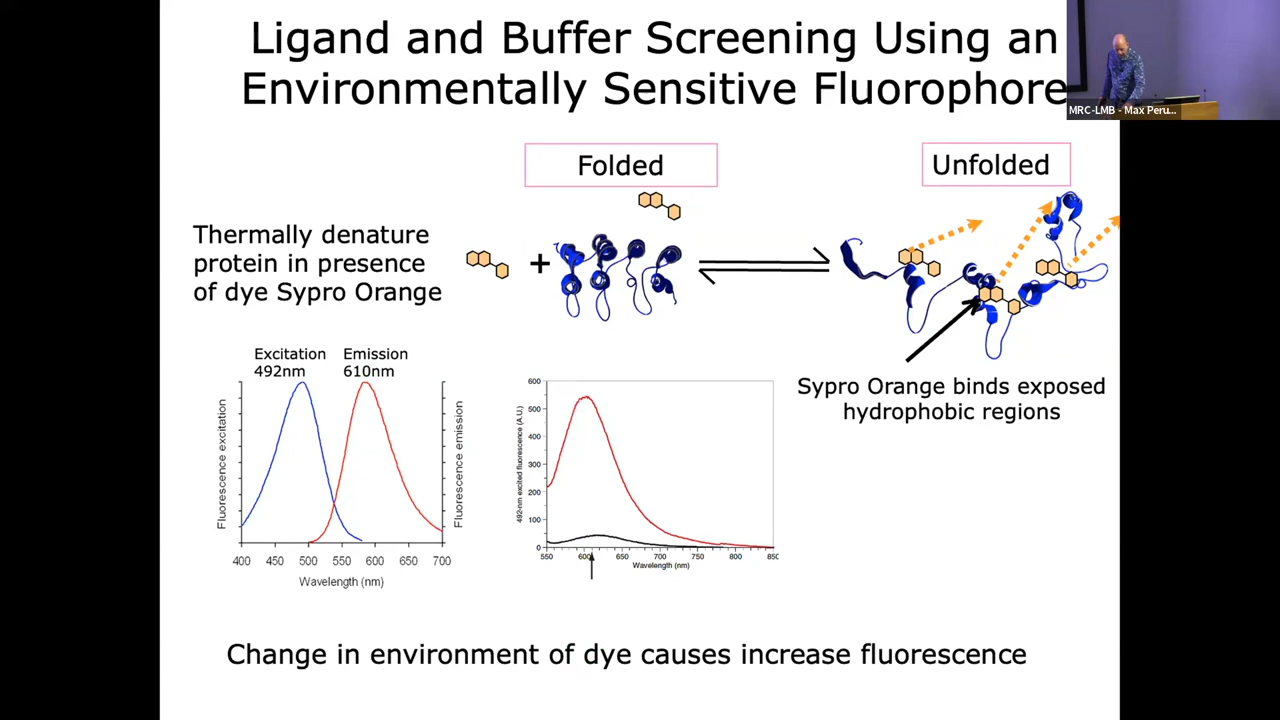 Ligand and Buffer Screening Using an
Environmentally Sensitive Fluorophore
MRC-LMB - Max Peru...
Folded
Unfolded
Thermally denature
protein in presence
of dye Sypro Orange
+
Excitation
492nm
Emission
610nm
Fluorescence excitation
Fluorescence emission
400 450 500 550 600 650 700
Wavelength (nm)
492-nm excited fluorescence (A.U.)
600
500
400
300
200
100
0
550 600 650 700 750 800 850
Wavelength (nm)
Sypro Orange binds exposed
hydrophobic regions
Change in environment of dye causes increase fluorescence